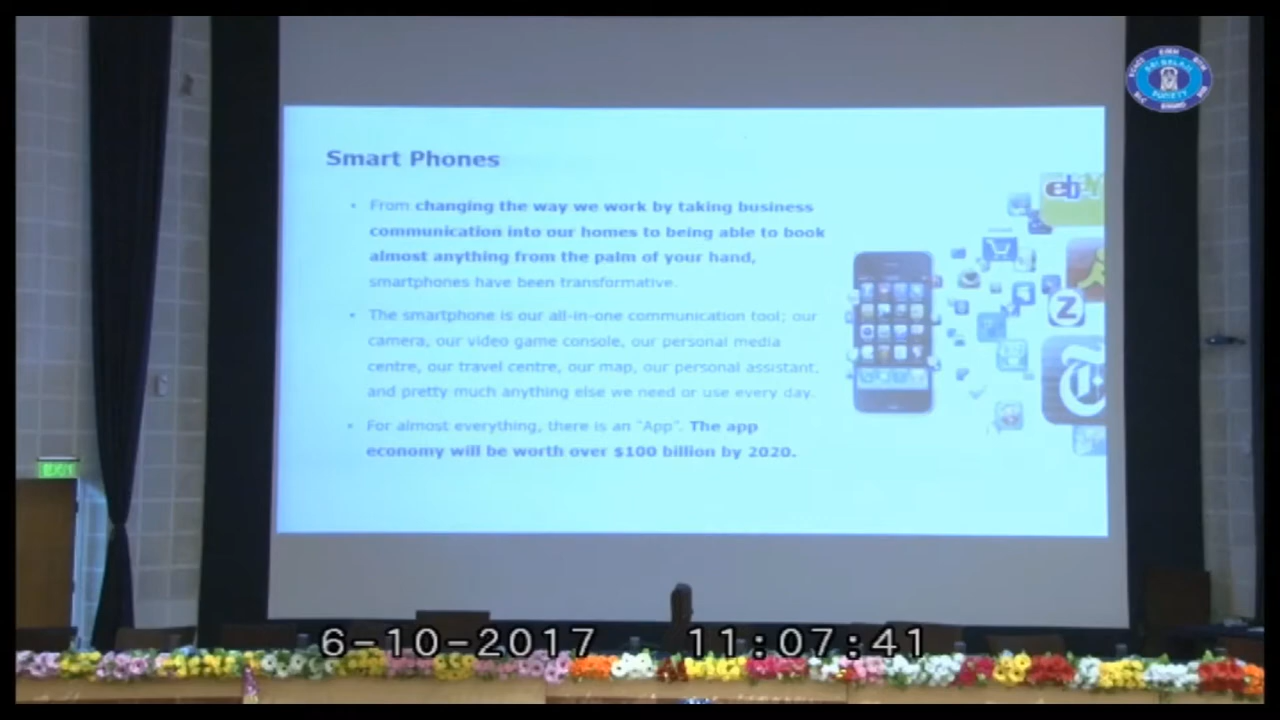 Smart Phones
• From changing the way we work by taking business
communication into our homes to being able to book
almost anything from the palm of your hand,
smartphones have been transformative.
• The smartphone is our all-in-one communication tool; our
camera, our video game console, our personal media
centre, our travel centre, our map, our personal assistant,
and pretty much anything else we need or use every day.
• For almost everything, there is an "App". The app
economy will be worth over $100 billion by 2020.
eb
Z
T
SRI BALAJI
SOCIETY
EXIT
6-10-2017 11:07:41